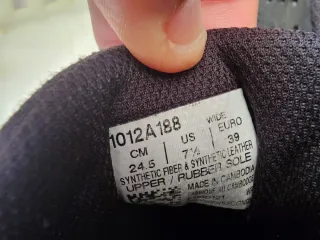 1012A188 WIDE
CM US EURO
24.5 7½ 39
SYNTHETIC FIBER & SYNTHETIC LEATHER
UPPER / RUBBER SOLE
MADE IN CAMBODIA